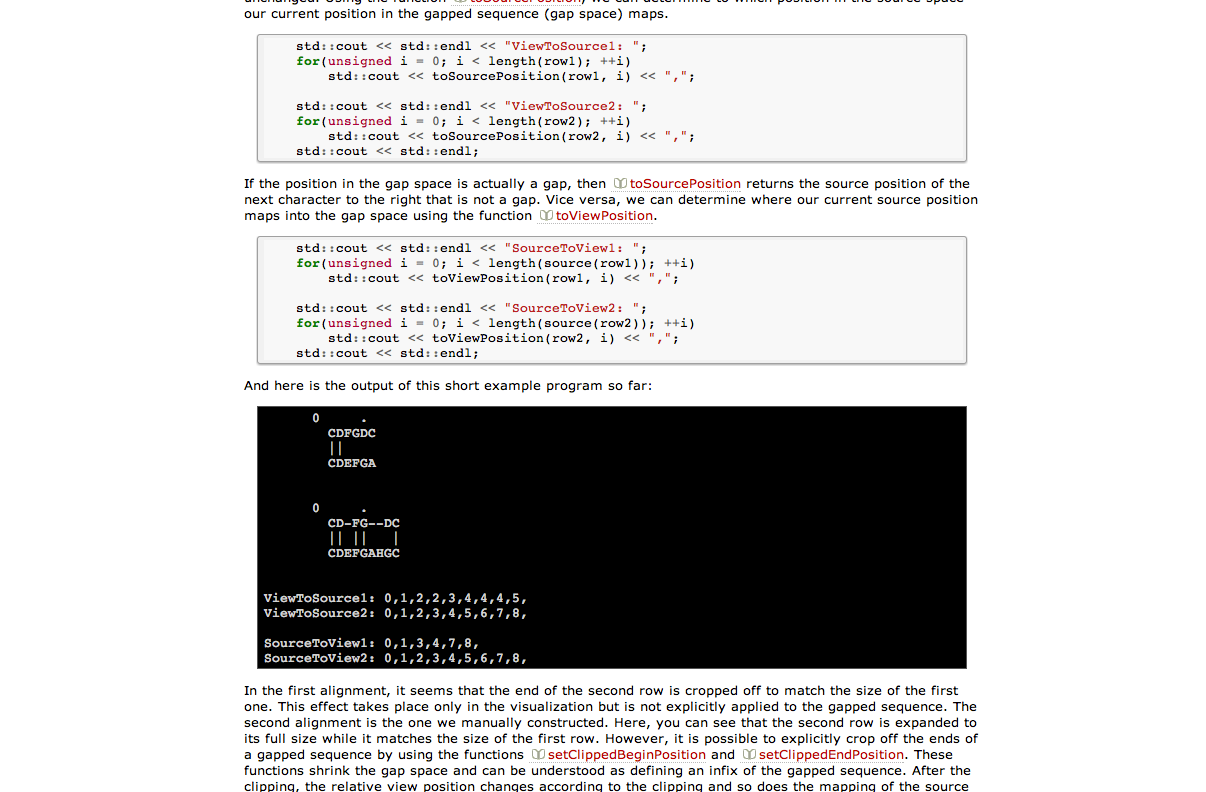 unchanged. Using the function toSourcePosition, we can determine to which position in the source space
our current position in the gapped sequence (gap space) maps.
std::cout << std::endl << "ViewToSource1: ";
for(unsigned i = 0; i < length(row1); ++i)
    std::cout << toSourcePosition(row1, i) << ",";
std::cout << std::endl << "ViewToSource2: ";
for(unsigned i = 0; i < length(row2); ++i)
    std::cout << toSourcePosition(row2, i) << ",";
std::cout << std::endl;
If the position in the gap space is actually a gap, then toSourcePosition returns the source position of the
next character to the right that is not a gap. Vice versa, we can determine where our current source position
maps into the gap space using the function toViewPosition.
std::cout << std::endl << "SourceToView1: ";
for(unsigned i = 0; i < length(source(row1)); ++i)
    std::cout << toViewPosition(row1, i) << ",";
std::cout << std::endl << "SourceToView2: ";
for(unsigned i = 0; i < length(source(row2)); ++i)
    std::cout << toViewPosition(row2, i) << ",";
std::cout << std::endl;
And here is the output of this short example program so far:
0     .
  CDFGDC
  ||
  CDEFGA
0     .
  CD-FG--DC
  || ||   |
  CDEFGAHGC
ViewToSource1: 0,1,2,2,3,4,4,4,5,
ViewToSource2: 0,1,2,3,4,5,6,7,8,
SourceToView1: 0,1,3,4,7,8,
SourceToView2: 0,1,2,3,4,5,6,7,8,
In the first alignment, it seems that the end of the second row is cropped off to match the size of the first
one. This effect takes place only in the visualization but is not explicitly applied to the gapped sequence. The
second alignment is the one we manually constructed. Here, you can see that the second row is expanded to
its full size while it matches the size of the first row. However, it is possible to explicitly crop off the ends of
a gapped sequence by using the functions setClippedBeginPosition and setClippedEndPosition. These
functions shrink the gap space and can be understood as defining an infix of the gapped sequence. After the
clipping, the relative view position changes according to the clipping and so does the mapping of the source